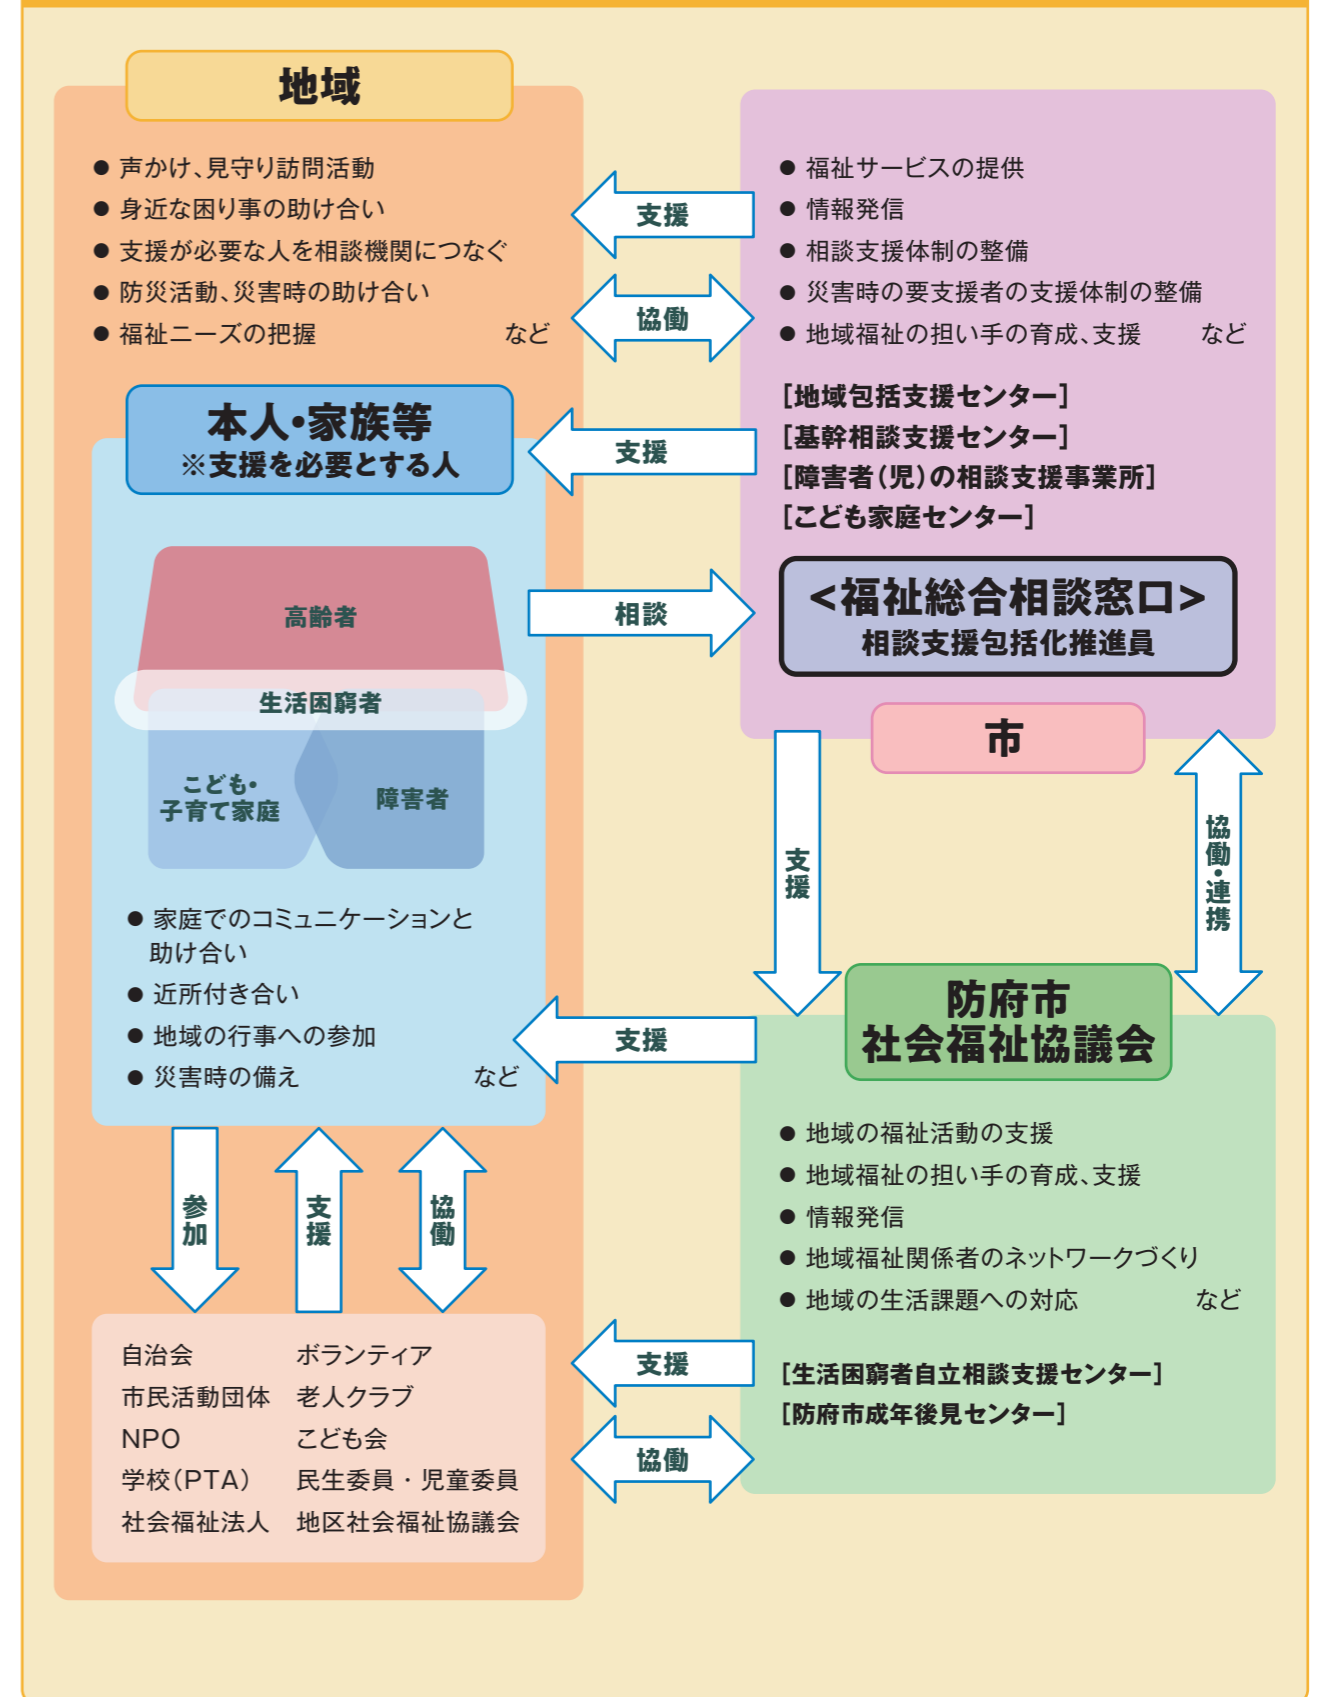 地域
● 声かけ、見守り訪問活動
● 身近な困り事の助け合い
● 支援が必要な人を相談機関につなぐ
● 防災活動、災害時の助け合い
● 福祉ニーズの把握 など
支援
協働
● 福祉サービスの提供
● 情報発信
● 相談支援体制の整備
● 災害時の要支援者の支援体制の整備
● 地域福祉の担い手の育成、支援 など
[地域包括支援センター]
[基幹相談支援センター]
[障害者(児)の相談支援事業所]
[こども家庭センター]
<福祉総合相談窓口>
相談支援包括化推進員
市
本人・家族等
※支援を必要とする人
支援
相談
高齢者
生活困窮者
こども・
子育て家庭
障害者
● 家庭でのコミュニケーションと
助け合い
● 近所付き合い
● 地域の行事への参加
● 災害時の備え など
支援
協働・連携
支援
防府市
社会福祉協議会
● 地域の福祉活動の支援
● 地域福祉の担い手の育成、支援
● 情報発信
● 地域福祉関係者のネットワークづくり
● 地域の生活課題への対応 など
[生活困窮者自立相談支援センター]
[防府市成年後見センター]
参加
支援
協働
自治会 ボランティア
市民活動団体 老人クラブ
NPO こども会
学校(PTA) 民生委員・児童委員
社会福祉法人 地区社会福祉協議会
支援
協働